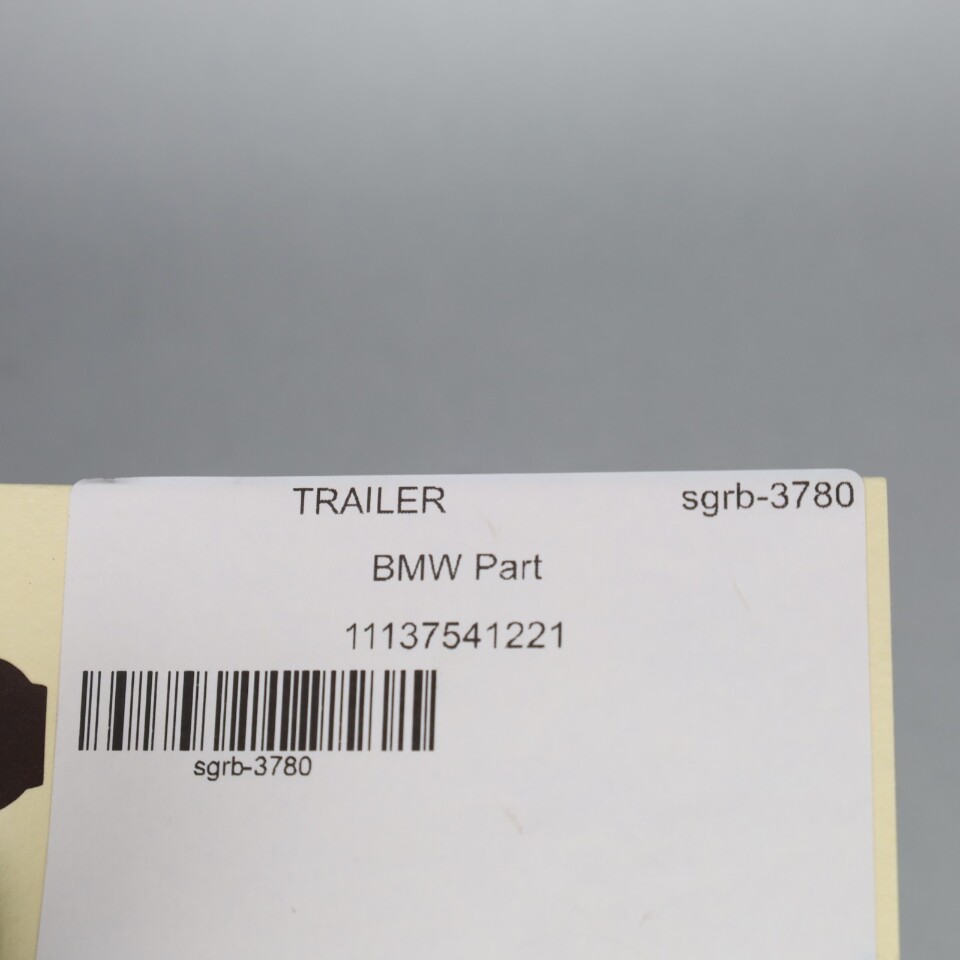 TRAILER sgrb-3780
BMW Part
11137541221
sgrb-3780